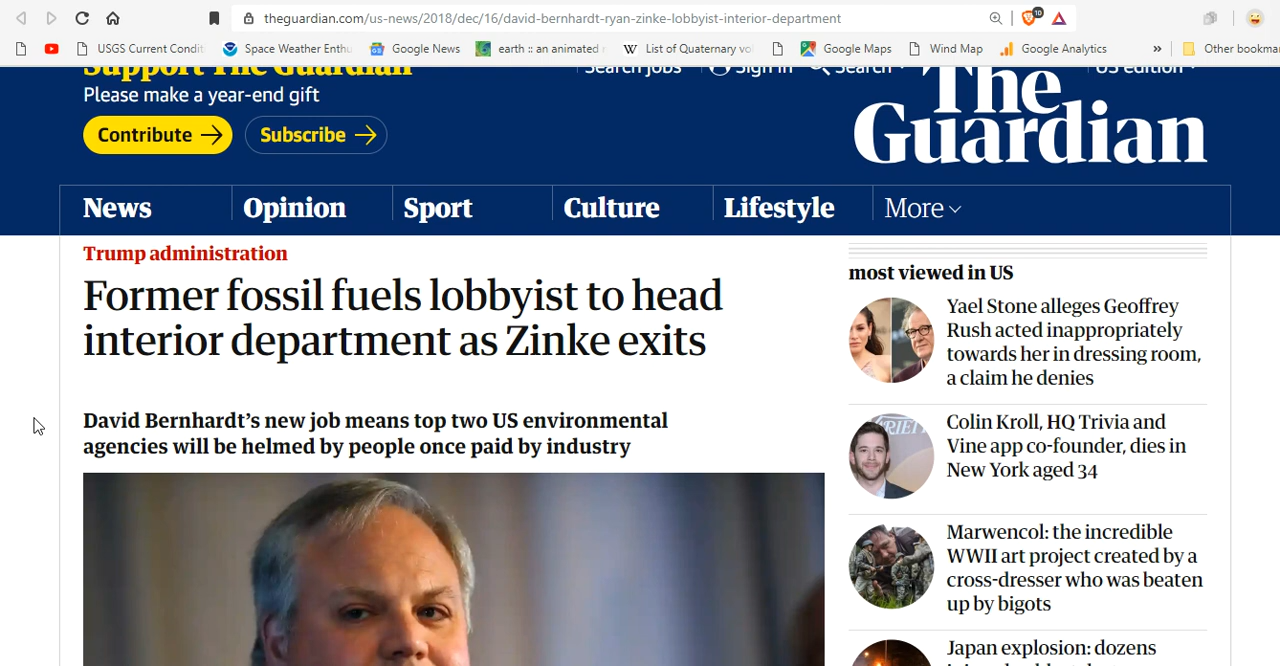 theguardian.com/us-news/2018/dec/16/david-bernhardt-ryan-zinke-lobbyist-interior-department
10
USGS Current Condit
Space Weather Enthu
Google News
earth :: an animated
List of Quaternary vo
Google Maps
Wind Map
Google Analytics
»
Other bookma
Support The Guardian
Search jobs
Sign in
Search
US edition
Please make a year-end gift
Contribute
Subscribe
The
Guardian
News
Opinion
Sport
Culture
Lifestyle
More
Trump administration
Former fossil fuels lobbyist to head
interior department as Zinke exits
David Bernhardt's new job means top two US environmental
agencies will be helmed by people once paid by industry
most viewed in US
Yael Stone alleges Geoffrey
Rush acted inappropriately
towards her in dressing room,
a claim he denies
VARIET
Colin Kroll, HQ Trivia and
Vine app co-founder, dies in
New York aged 34
Marwencol: the incredible
WWII art project created by a
cross-dresser who was beaten
up by bigots
Japan explosion: dozens